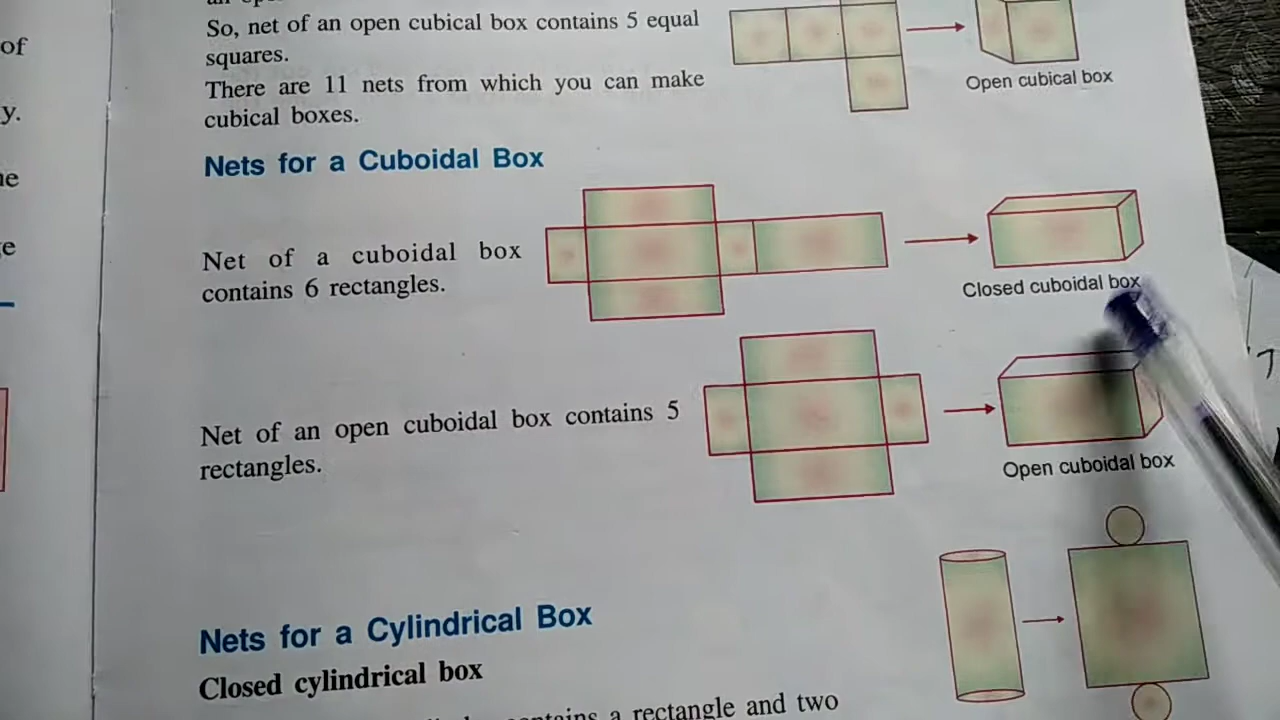 of
y.
So, net of an open cubical box contains 5 equal
squares.
There are 11 nets from which you can make
cubical boxes.
Open cubical box
Nets for a Cuboidal Box
Net of a cuboidal box
contains 6 rectangles.
Closed cuboidal box
Net of an open cuboidal box contains 5
rectangles.
Open cuboidal box
Nets for a Cylindrical Box
Closed cylindrical box
contains a rectangle and two